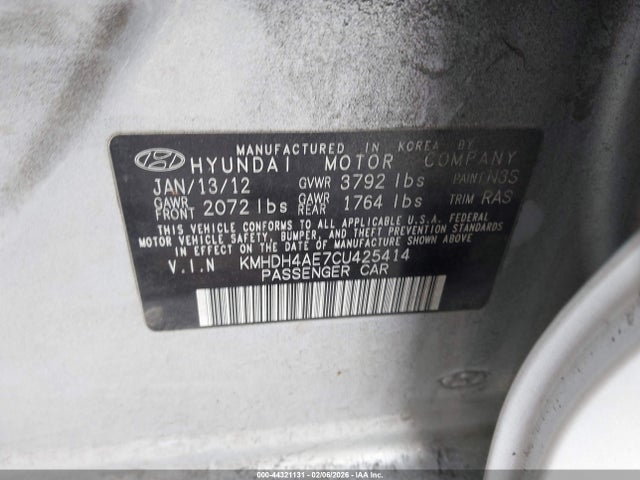 MANUFACTURED IN KOREA BY
HYUNDAI MOTOR COMPANY
JAN/13/12 GVWR 3792 lbs PAINT N3S
GAWR FRONT 2072 lbs GAWR REAR 1764 lbs TRIM RAS
THIS VEHICLE CONFORMS TO ALL APPLICABLE U.S.A. FEDERAL
MOTOR VEHICLE SAFETY, BUMPER, AND THEFT PREVENTION STANDARDS
IN EFFECT ON THE DATE OF MANUFACTURE SHOWN ABOVE.
V.I.N KMHDH4AE7CU425414
PASSENGER CAR
000-44321131 - 02/06/2026 - IAAI.COM